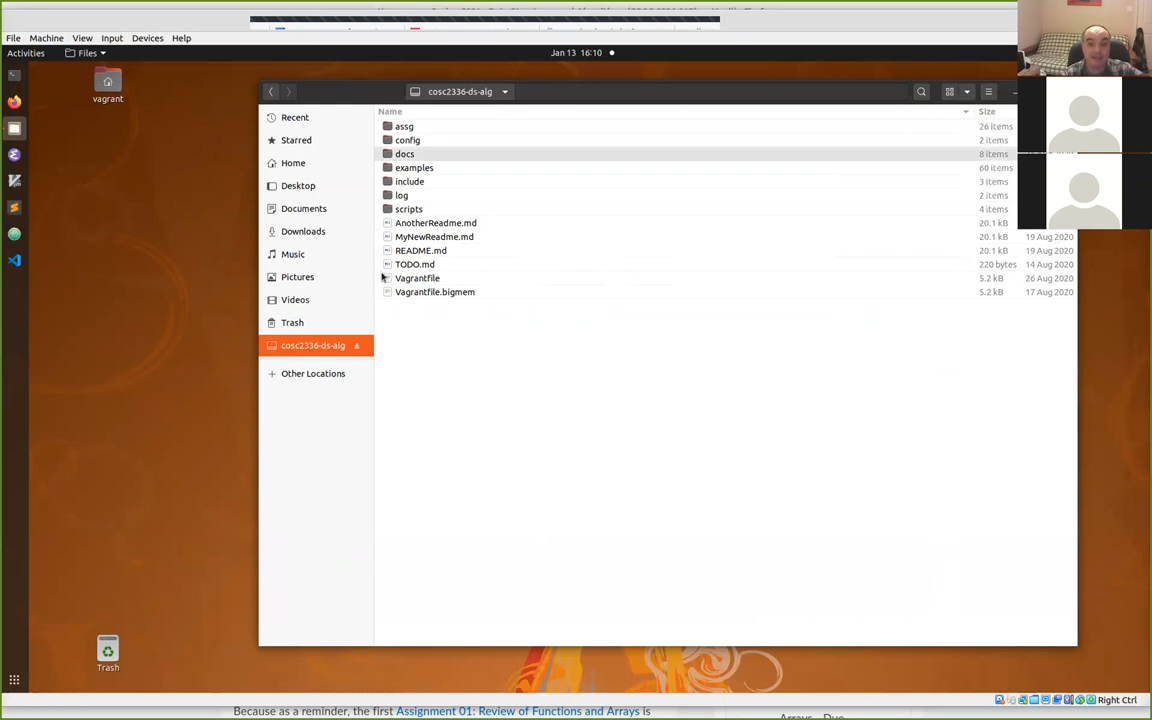 File Machine View Input Devices Help
Activities Files Jan 13 16:10
vagrant
cosc2336-ds-alg
Recent
Starred
Home
Desktop
Documents
Downloads
Music
Pictures
Videos
Trash
cosc2336-ds-alg
Other Locations
Name Size
assg 26 items
config 2 items
docs 8 items
examples 60 items
include 3 items
log 2 items
scripts 4 items
AnotherReadme.md 20.1 kB
MyNewReadme.md 20.1 kB 19 Aug 2020
README.md 20.1 kB 19 Aug 2020
TODO.md 220 bytes 14 Aug 2020
Vagrantfile 5.2 kB 26 Aug 2020
Vagrantfile.bigmem 5.2 kB 17 Aug 2020
Trash
Right Ctrl
Because as a reminder, the first Assignment 01: Review of Functions and Arrays is
Arrays - Due